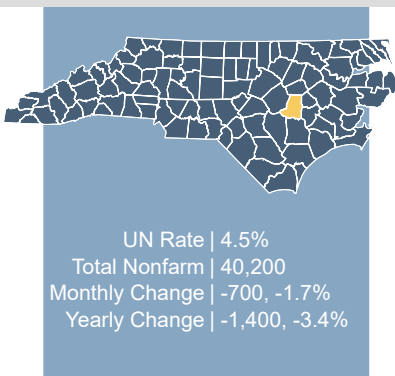 UN Rate | 4.5%
Total Nonfarm | 40,200
Monthly Change | -700, -1.7%
Yearly Change | -1,400, -3.4%